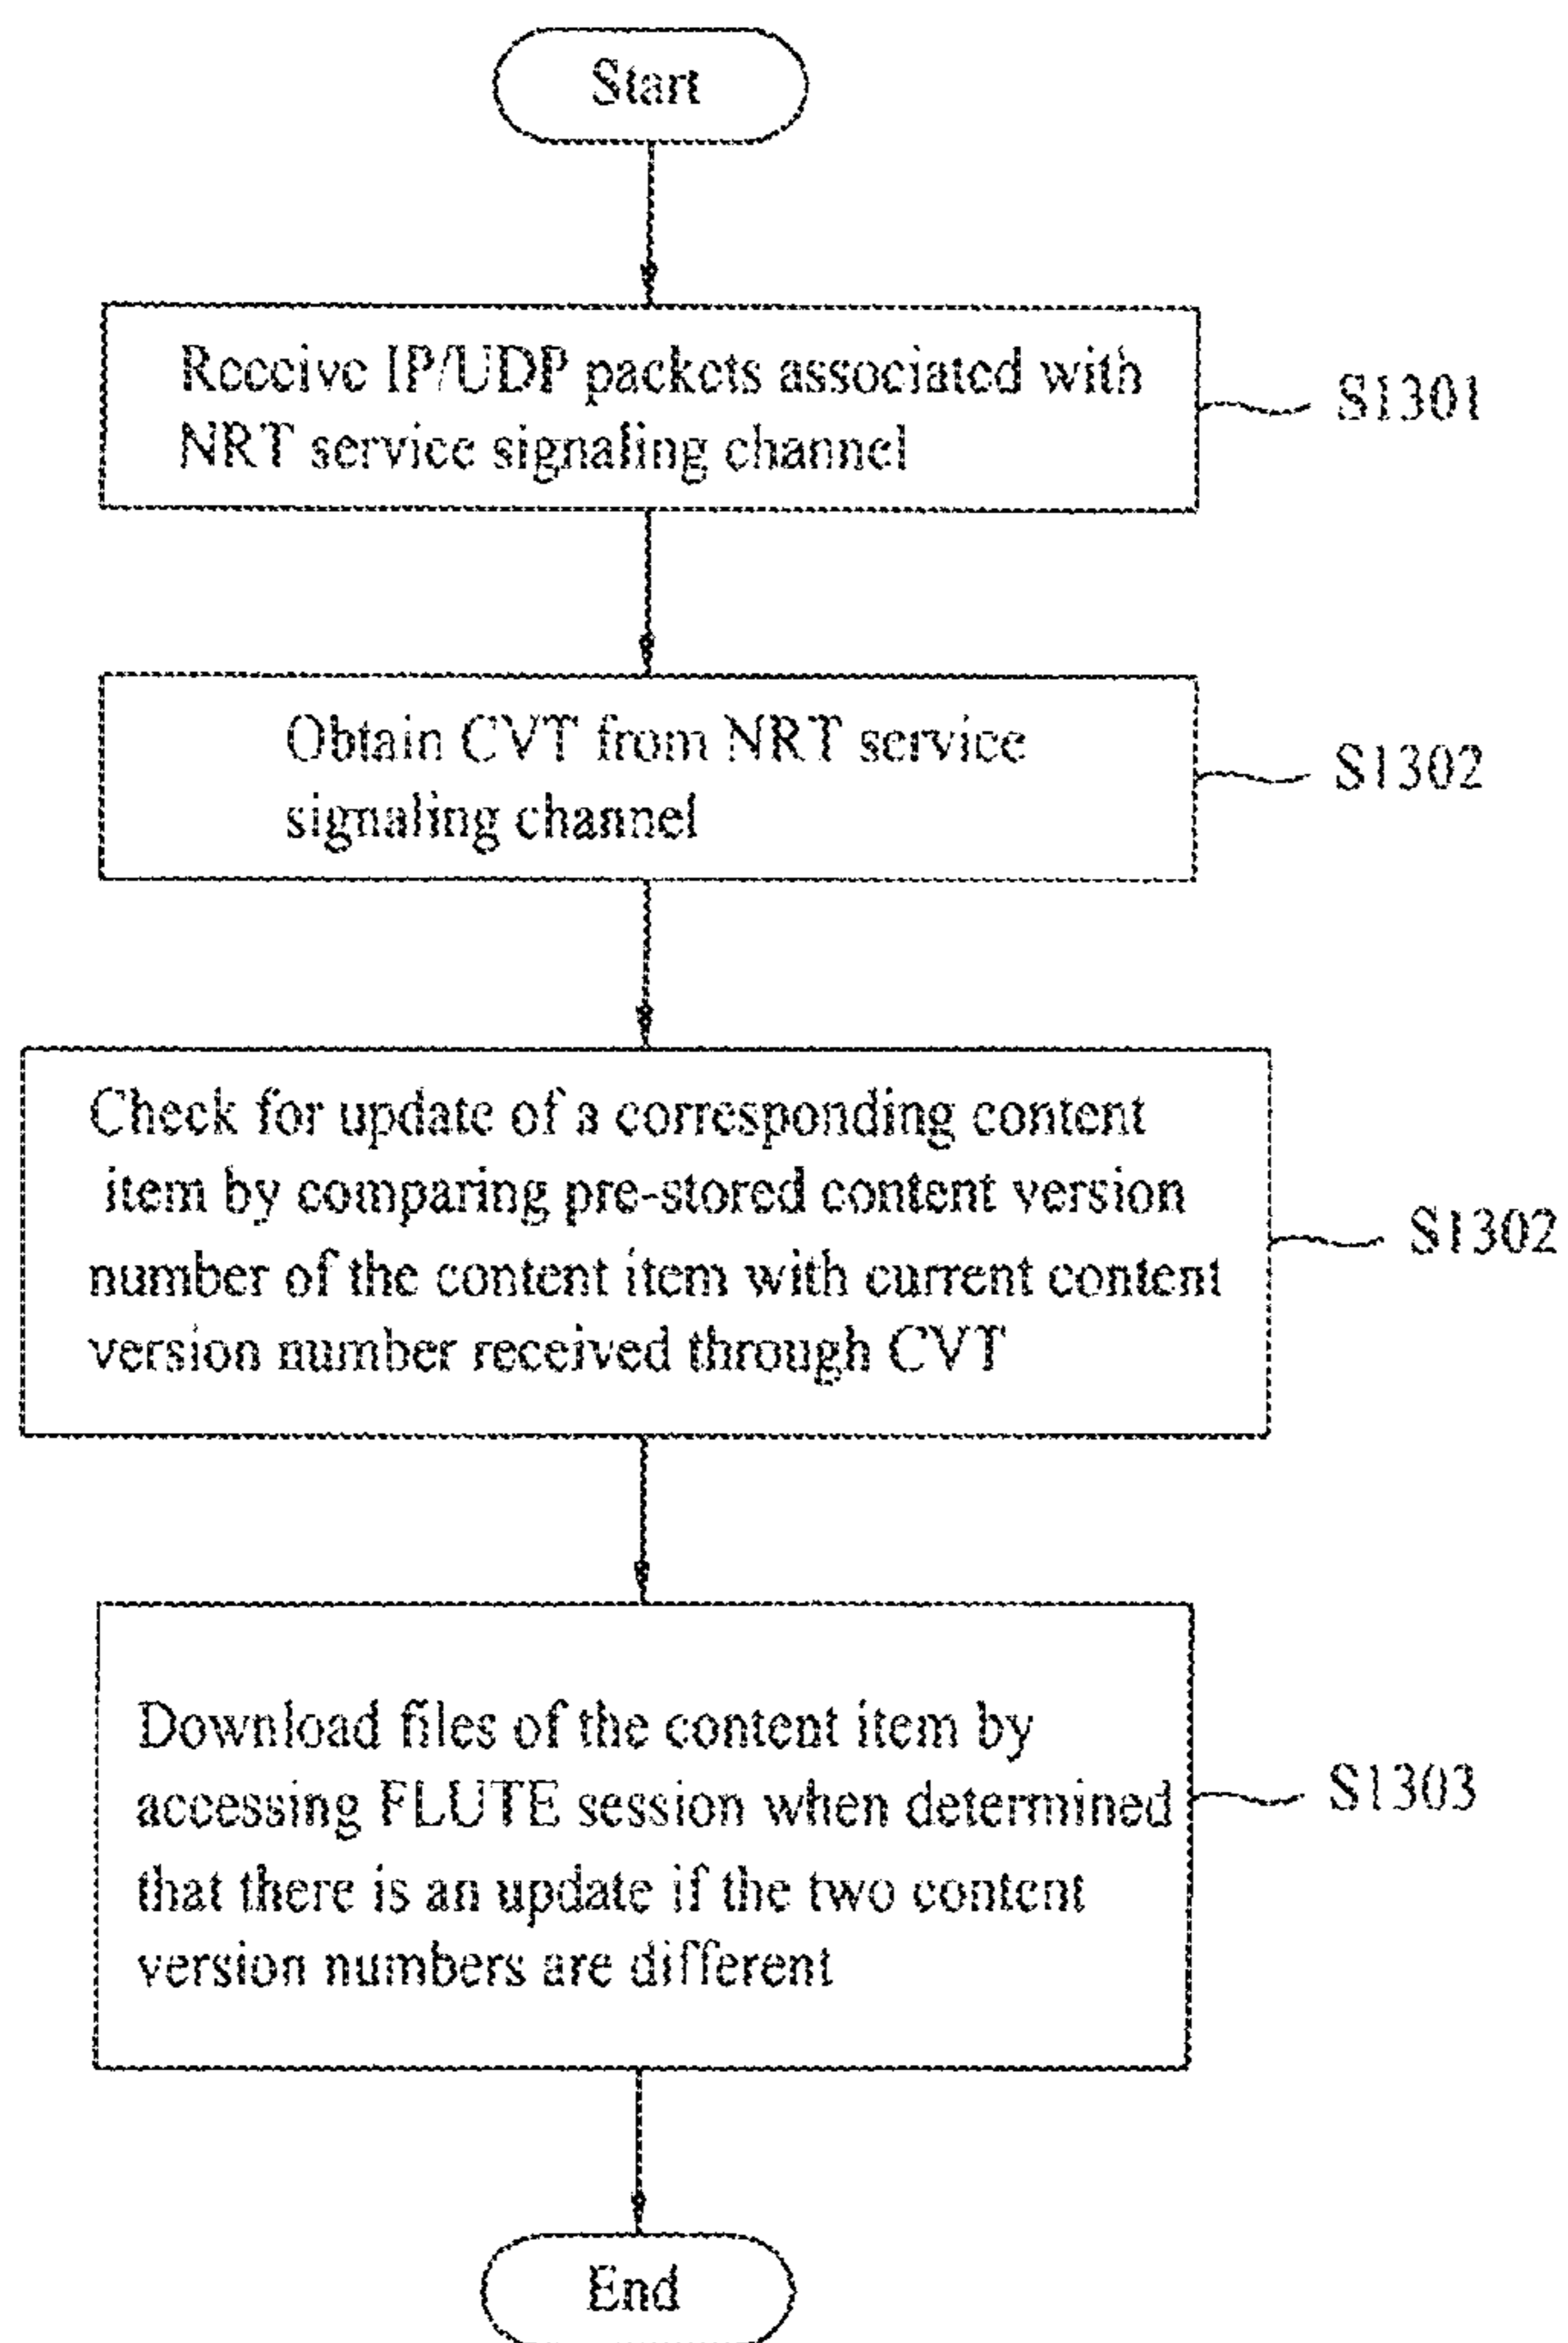 Start
Receive IP/UDP packets associated with
NRT service signaling channel
S1301
Obtain CVT from NRT service
signaling channel
S1302
Check for update of a corresponding content
item by comparing pre-stored content version
number of the content item with current content
version number received through CVT
S1302
Download files of the content item by
accessing FLUTE session when determined
that there is an update if the two content
version numbers are different
S1303
End